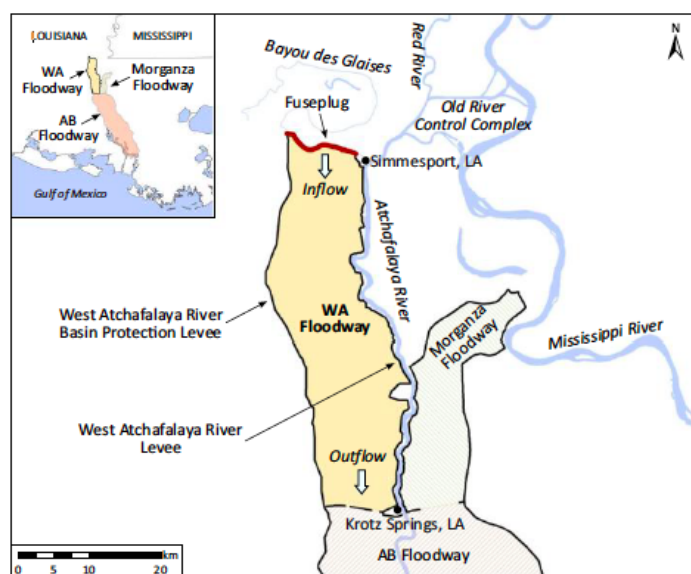 LOUISIANA
MISSISSIPPI
WA
Floodway
Morganza
Floodway
AB
Floodway
Gulf of Mexico
N
Bayou des Glaises
Red River
Fuseplug
Old River
Control Complex
Simmesport, LA
Inflow
Atchafalaya River
West Atchafalaya River
Basin Protection Levee
WA
Floodway
Morganza
Floodway
Mississippi River
West Atchafalaya River
Levee
Outflow
Krotz Springs, LA
AB Floodway
km
0 5 10 20